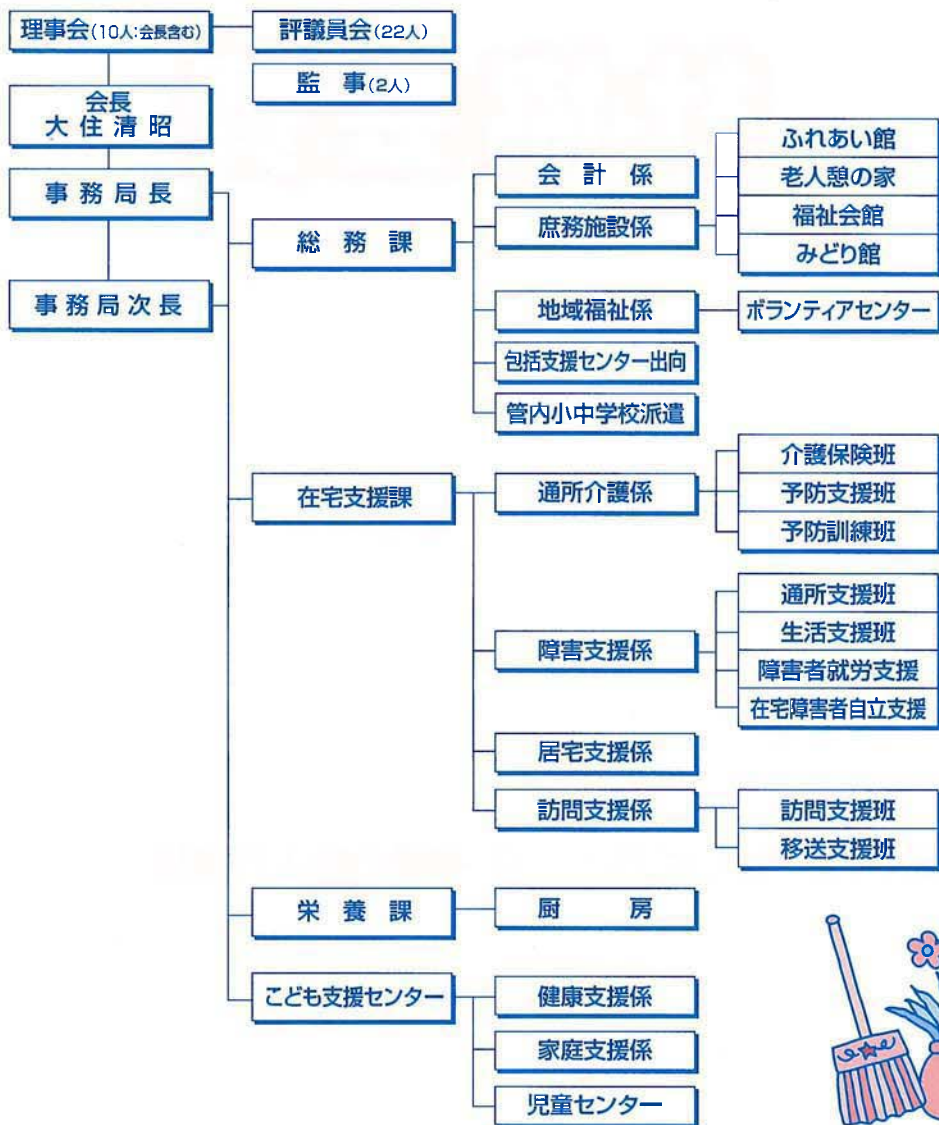 理事会(10人:会長含む)
評議員会(22人)
監事(2人)
会長
大住清昭
事務局長
事務局次長
総務課
会計係
庶務施設係
ふれあい館
老人憩の家
福祉会館
みどり館
地域福祉係
ボランティアセンター
包括支援センター出向
管内小中学校派遣
在宅支援課
通所介護係
介護保険班
予防支援班
予防訓練班
障害支援係
通所支援班
生活支援班
障害者就労支援
在宅障害者自立支援
居宅支援係
訪問支援係
訪問支援班
移送支援班
栄養課
厨房
こども支援センター
健康支援係
家庭支援係
児童センター